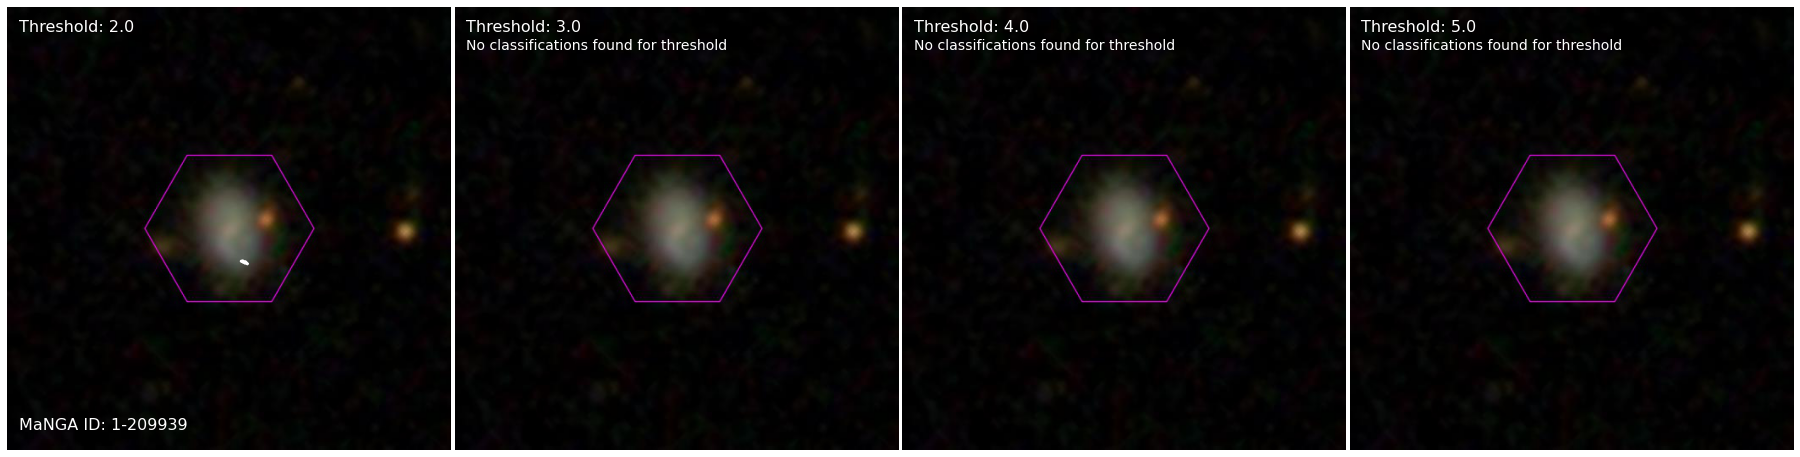 Threshold: 2.0
MaNGA ID: 1-209939
Threshold: 3.0
No classifications found for threshold
Threshold: 4.0
No classifications found for threshold
Threshold: 5.0
No classifications found for threshold